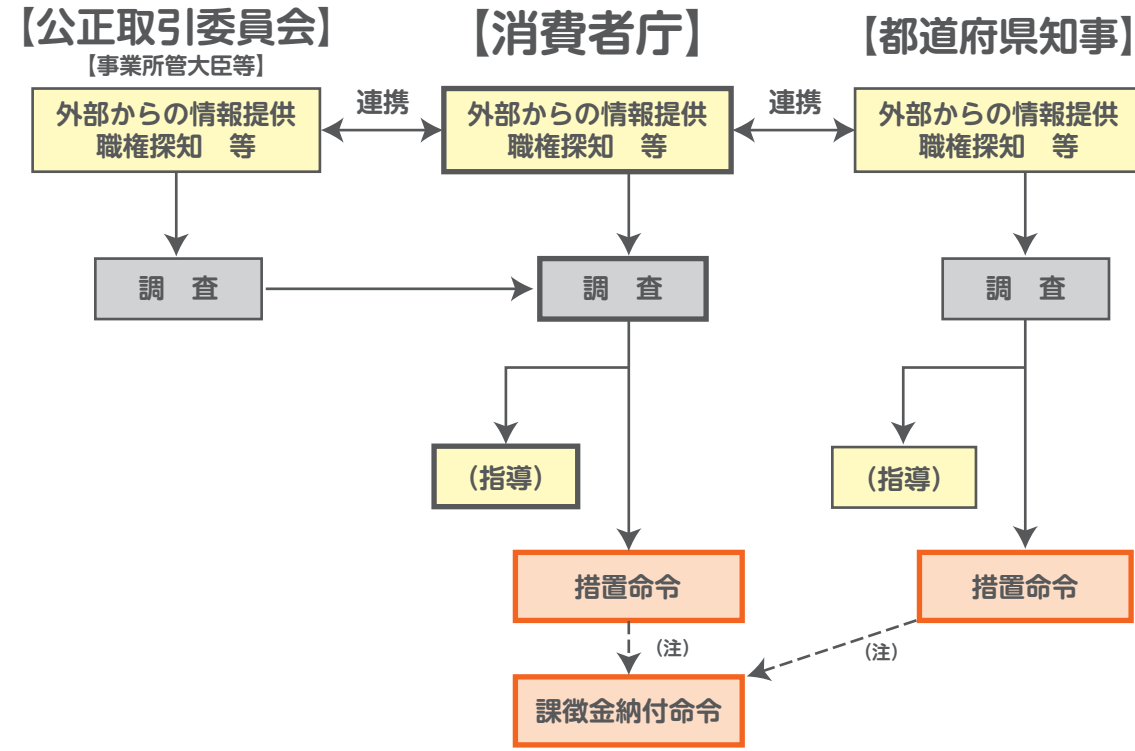 【公正取引委員会】
【事業所管大臣等】
【消費者庁】
【都道府県知事】
外部からの情報提供
職権探知 等
連携
外部からの情報提供
職権探知 等
連携
外部からの情報提供
職権探知 等
調 査
調 査
調 査
(指導)
(指導)
措置命令
措置命令
(注)
(注)
課徴金納付命令